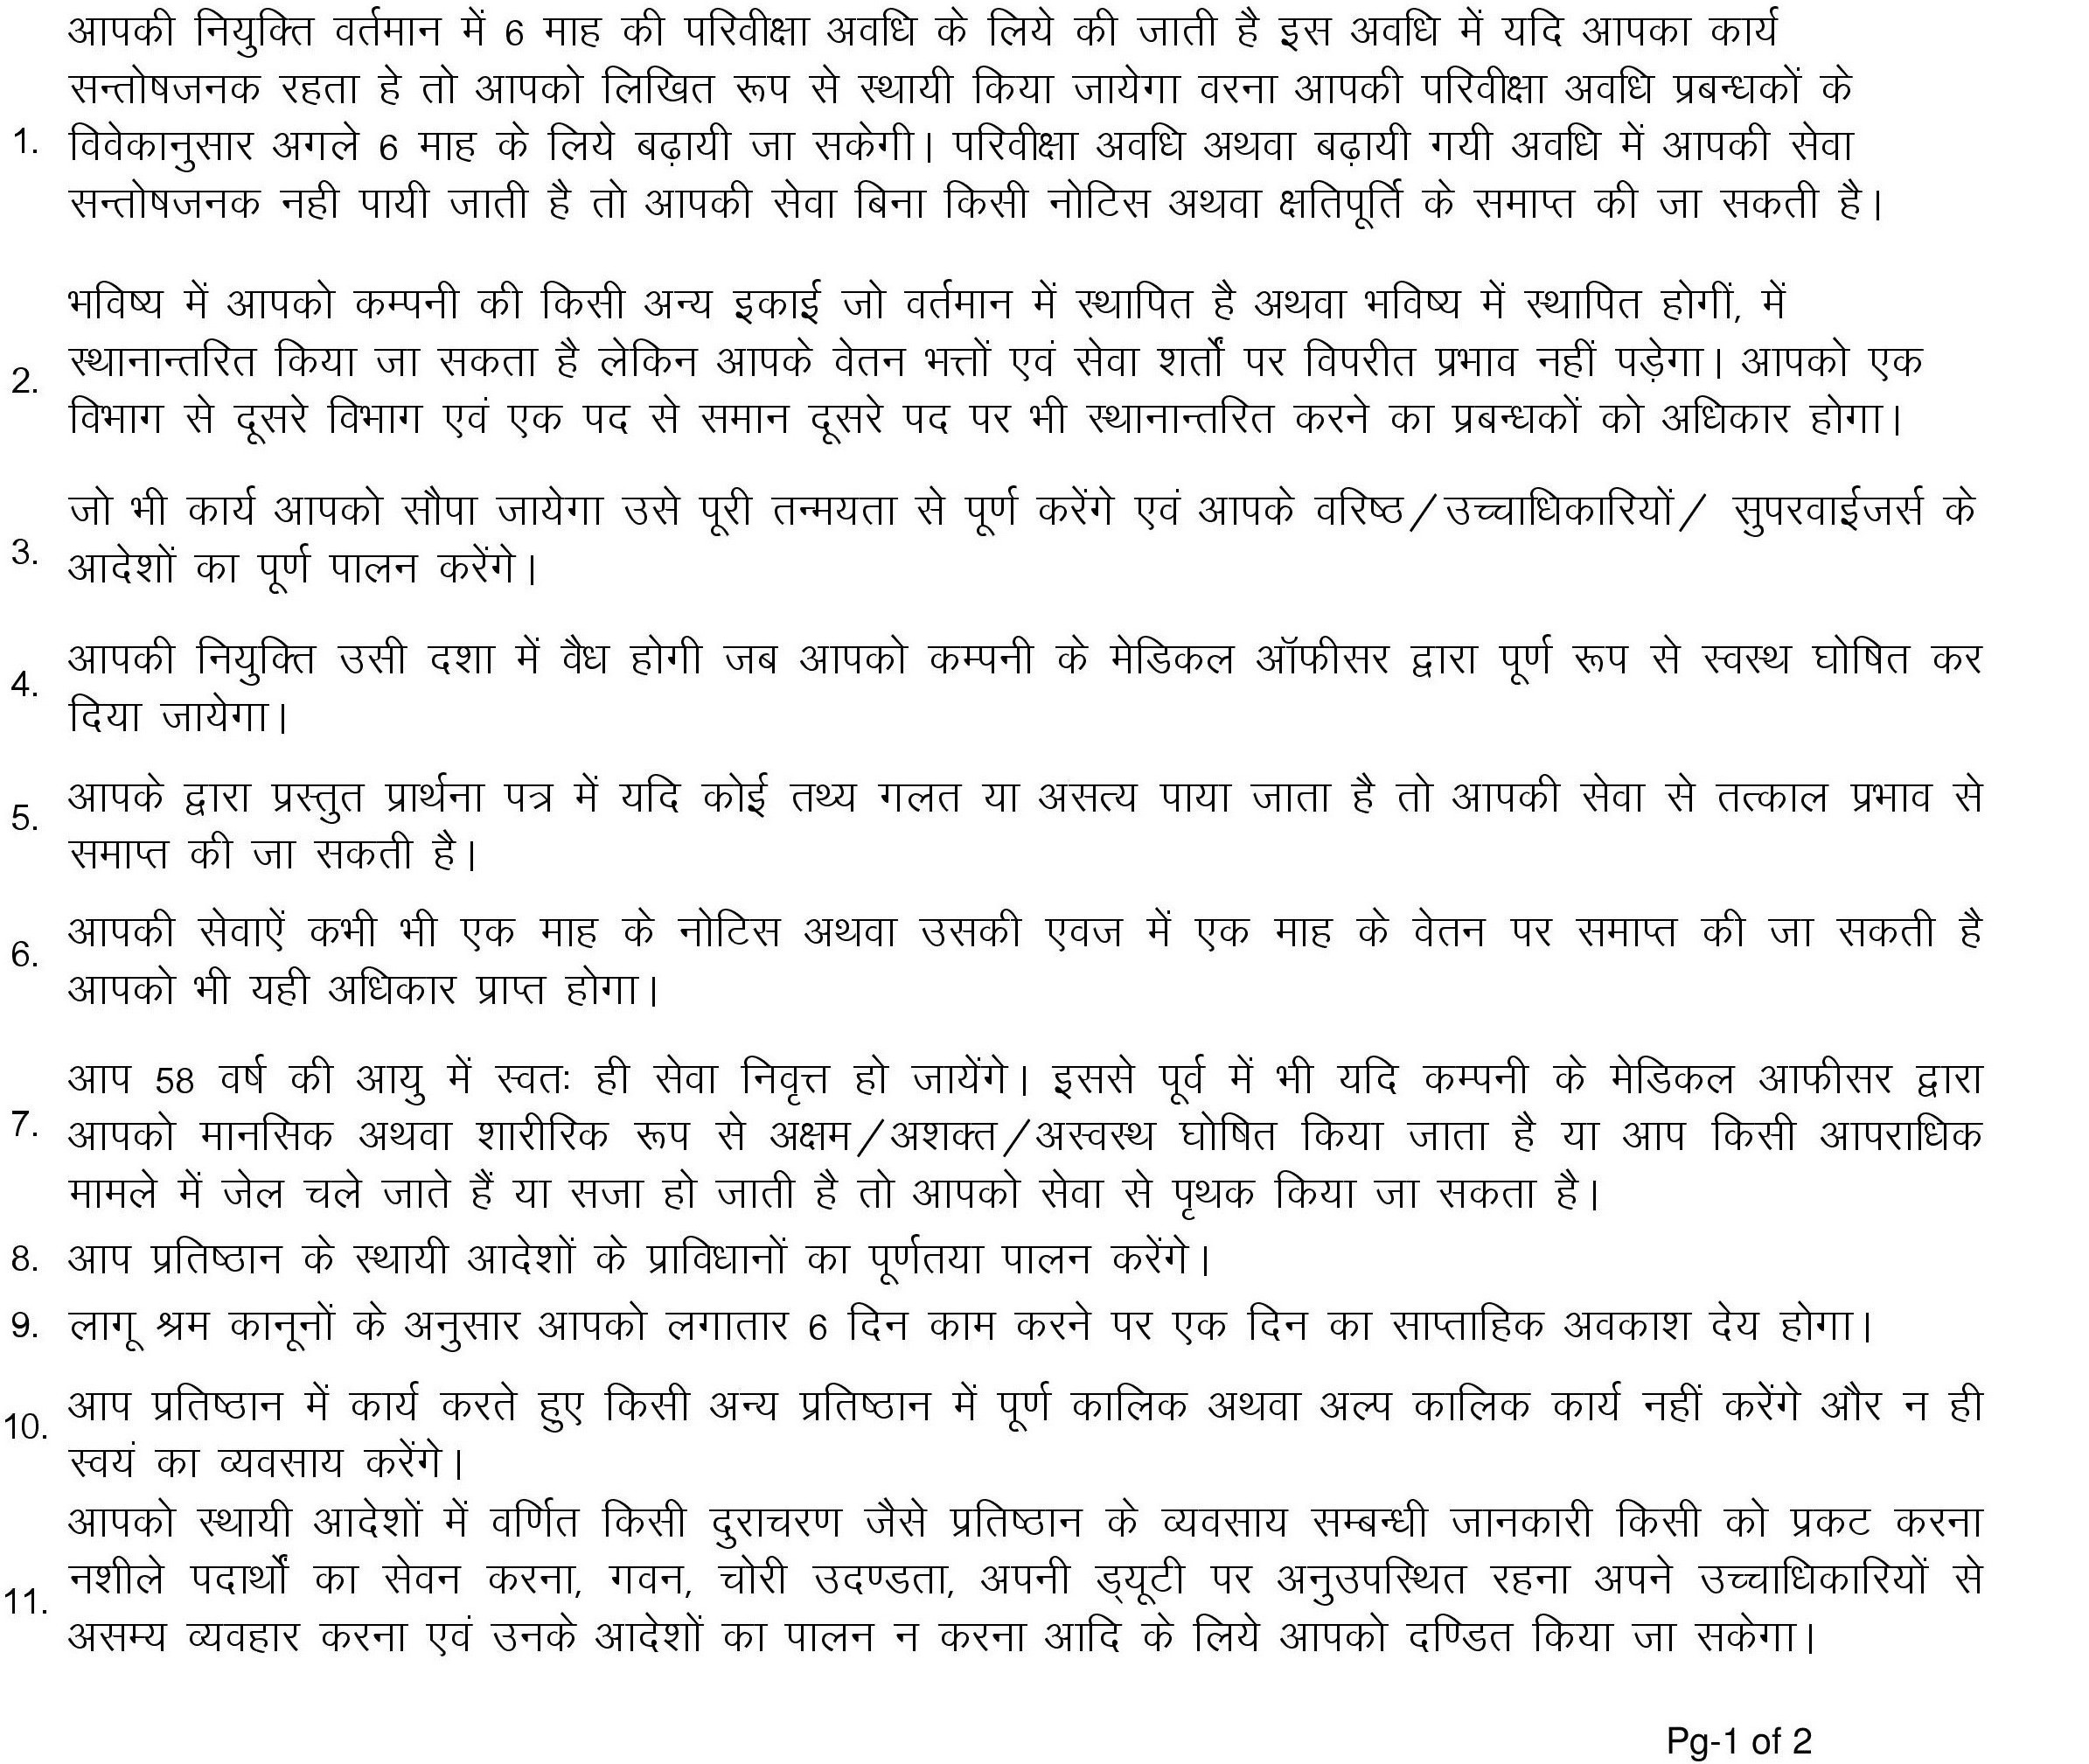 आपकी नियुक्ति वर्तमान में 6 माह की परिवीक्षा अवधि के लिये की जाती है इस अवधि में यदि आपका कार्य
सन्तोषजनक रहता हे तो आपको लिखित रूप से स्थायी किया जायेगा वरना आपकी परिवीक्षा अवधि प्रबन्धकों के
1. विवेकानुसार अगले 6 माह के लिये बढ़ायी जा सकेगी। परिवीक्षा अवधि अथवा बढ़ायी गयी अवधि में आपकी सेवा
सन्तोषजनक नही पायी जाती है तो आपकी सेवा बिना किसी नोटिस अथवा क्षतिपूर्ति के समाप्त की जा सकती है।
भविष्य में आपको कम्पनी की किसी अन्य इकाई जो वर्तमान में स्थापित है अथवा भविष्य में स्थापित होगीं, में
2. स्थानान्तरित किया जा सकता है लेकिन आपके वेतन भत्तों एवं सेवा शर्तों पर विपरीत प्रभाव नहीं पड़ेगा। आपको एक
विभाग से दूसरे विभाग एवं एक पद से समान दूसरे पद पर भी स्थानान्तरित करने का प्रबन्धकों को अधिकार होगा।
जो भी कार्य आपको सौपा जायेगा उसे पूरी तन्मयता से पूर्ण करेंगे एवं आपके वरिष्ठ/उच्चाधिकारियों/ सुपरवाईजर्स के
3. आदेशों का पूर्ण पालन करेंगे।
आपकी नियुक्ति उसी दशा में वैध होगी जब आपको कम्पनी के मेडिकल ऑफीसर द्वारा पूर्ण रूप से स्वस्थ घोषित कर
4. दिया जायेगा।
आपके द्वारा प्रस्तुत प्रार्थना पत्र में यदि कोई तथ्य गलत या असत्य पाया जाता है तो आपकी सेवा से तत्काल प्रभाव से
5. समाप्त की जा सकती है।
आपकी सेवाऐं कभी भी एक माह के नोटिस अथवा उसकी एवज में एक माह के वेतन पर समाप्त की जा सकती है
6. आपको भी यही अधिकार प्राप्त होगा।
आप 58 वर्ष की आयु में स्वतः ही सेवा निवृत्त हो जायेंगे। इससे पूर्व में भी यदि कम्पनी के मेडिकल आफीसर द्वारा
7. आपको मानसिक अथवा शारीरिक रूप से अक्षम/अशक्त/अस्वस्थ घोषित किया जाता है या आप किसी आपराधिक
मामले में जेल चले जाते हैं या सजा हो जाती है तो आपको सेवा से पृथक किया जा सकता है।
8. आप प्रतिष्ठान के स्थायी आदेशों के प्राविधानों का पूर्णतया पालन करेंगे।
9. लागू श्रम कानूनों के अनुसार आपको लगातार 6 दिन काम करने पर एक दिन का साप्ताहिक अवकाश देय होगा।
आप प्रतिष्ठान में कार्य करते हुए किसी अन्य प्रतिष्ठान में पूर्ण कालिक अथवा अल्प कालिक कार्य नहीं करेंगे और न ही
10. स्वयं का व्यवसाय करेंगे।
आपको स्थायी आदेशों में वर्णित किसी दुराचरण जैसे प्रतिष्ठान के व्यवसाय सम्बन्धी जानकारी किसी को प्रकट करना
नशीले पदार्थों का सेवन करना, गवन, चोरी उदण्डता, अपनी ड्यूटी पर अनुउपस्थित रहना अपने उच्चाधिकारियों से
11. असम्य व्यवहार करना एवं उनके आदेशों का पालन न करना आदि के लिये आपको दण्डित किया जा सकेगा।
Pg-1 of 2